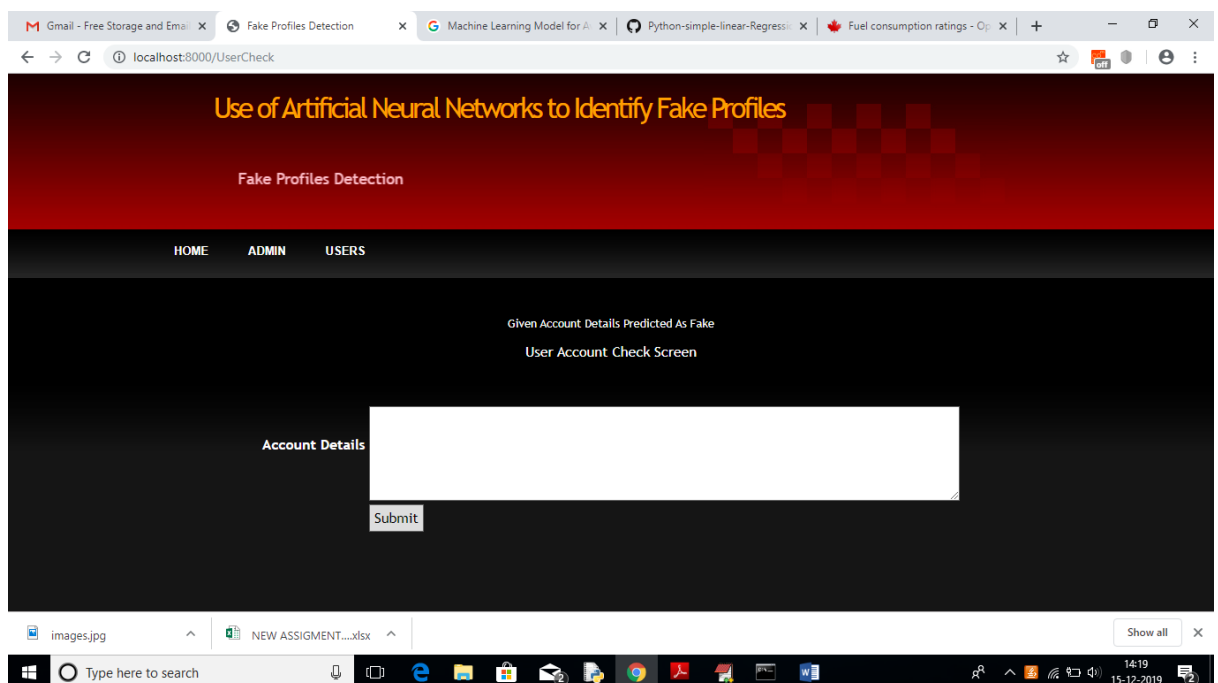 Gmail - Free Storage and Emai
Fake Profiles Detection
Machine Learning Model for A
Python-simple-linear-Regressi
Fuel consumption ratings - Op
localhost:8000/UserCheck
off
Use of Artificial Neural Networks to Identify Fake Profiles
Fake Profiles Detection
HOME ADMIN USERS
Given Account Details Predicted As Fake
User Account Check Screen
Account Details
Submit
images.jpg
NEW ASSIGMENT....xlsx
Show all
Type here to search
14:19
15-12-2019
2